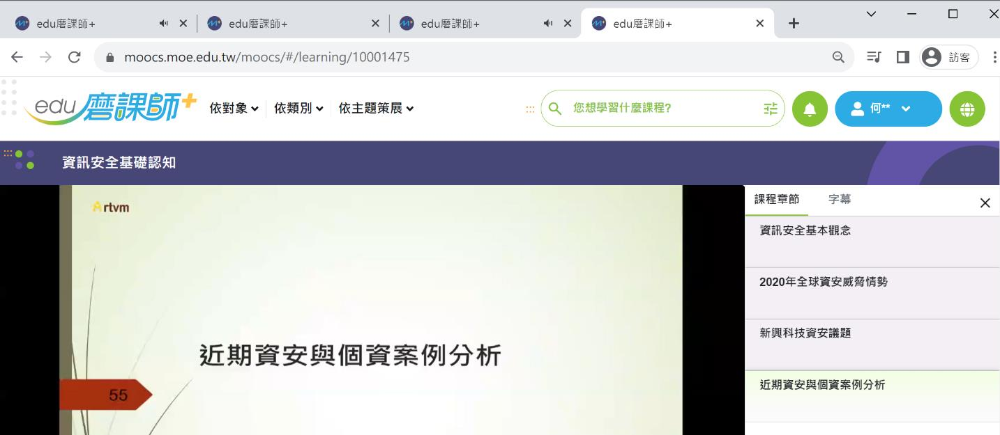 edu磨課師+
edu磨課師+
edu磨課師+
edu磨課師+
moocs.moe.edu.tw/moocs/#/learning/10001475
訪客
edu磨課師+
依對象
依類別
依主題策展
您想學習什麼課程?
何**
資訊安全基礎認知
Artvm
近期資安與個資案例分析
55
課程章節
字幕
資訊安全基本觀念
2020年全球資安威脅情勢
新興科技資安議題
近期資安與個資案例分析